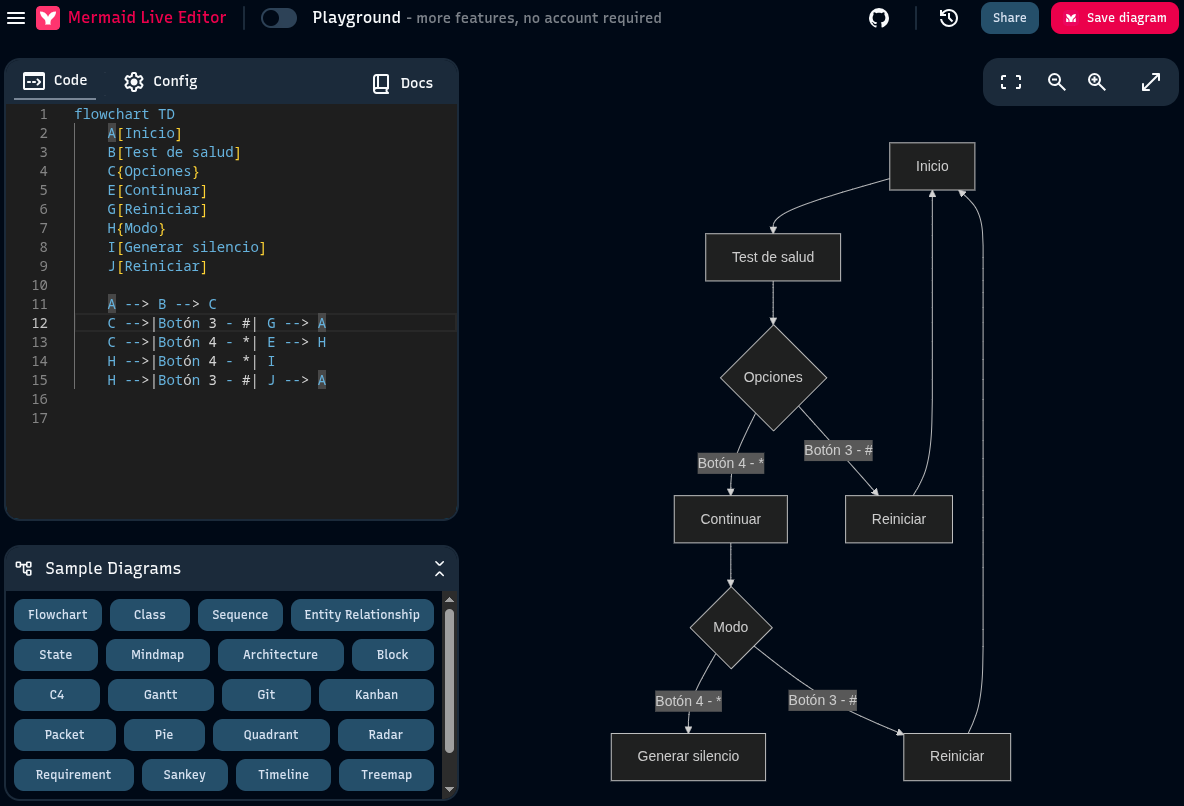 Mermaid Live Editor
Playground - more features, no account required
Share
Save diagram
Code
Config
Docs
1 flowchart TD
2 A[Inicio]
3 B[Test de salud]
4 C{Opciones}
5 E[Continuar]
6 G[Reiniciar]
7 H{Modo}
8 I[Generar silencio]
9 J[Reiniciar]
10
11 A --> B --> C
12 C -->|Botón 3 - #| G --> A
13 C -->|Botón 4 - *| E --> H
14 H -->|Botón 4 - *| I
15 H -->|Botón 3 - #| J --> A
16
17
Sample Diagrams
Flowchart Class Sequence Entity Relationship
State Mindmap Architecture Block
C4 Gantt Git Kanban
Packet Pie Quadrant Radar
Requirement Sankey Timeline Treemap
Inicio
Test de salud
Opciones
Botón 4 - *
Botón 3 - #
Continuar
Reiniciar
Modo
Botón 4 - *
Botón 3 - #
Generar silencio
Reiniciar